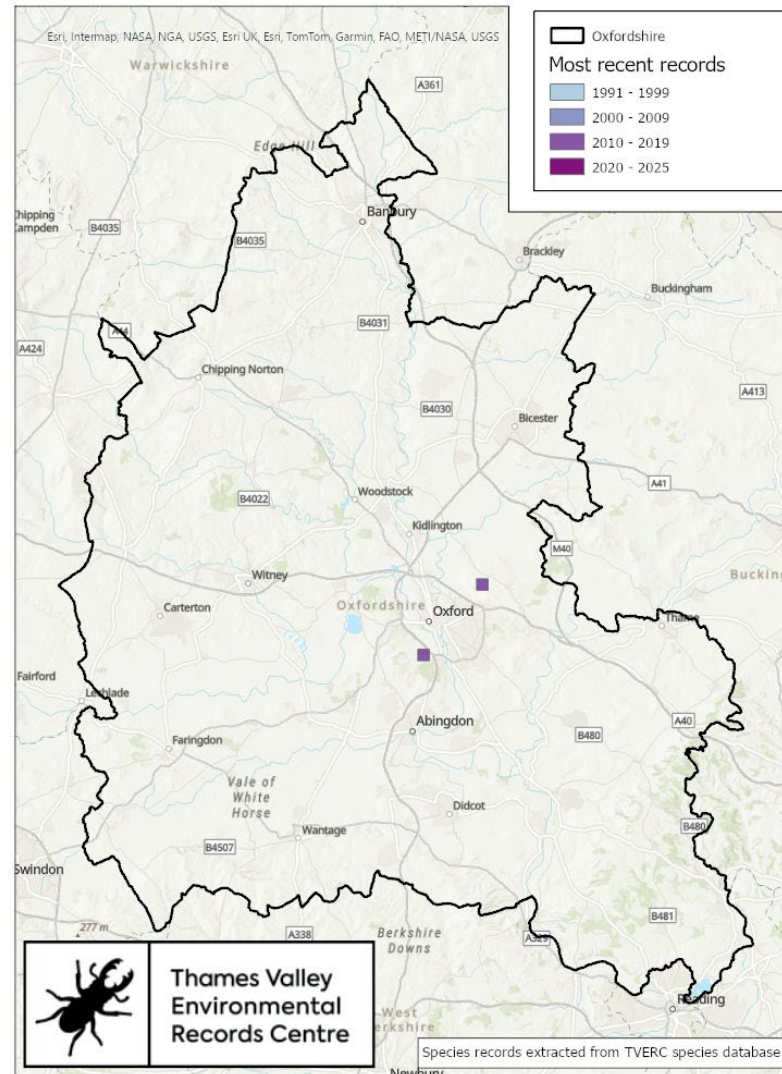 Esri, Intermap, NASA, NGA, USGS, Esri UK, Esri, TomTom, Garmin, FAO, METI/NASA, USGS
Oxfordshire
Most recent records
1991 - 1999
2000 - 2009
2010 - 2019
2020 - 2025
Warwickshire
A361
Edge Hill
Chipping
Campden
B4035
Banbury
B4035
Brackley
Buckingham
A44
B4031
A424
Chipping Norton
A413
B4030
Bicester
A41
B4022
Woodstock
Kidlington
M40
Witney
Oxfordshire
Carterton
Oxford
Thame
Fairford
Lechlade
Abingdon
A40
B480
Faringdon
Vale of
White
Horse
Didcot
B480
Wantage
B4507
Swindon
B481
277 m
A338
Berkshire
Downs
A329
Reading
West
Thames Valley
Environmental
Records Centre
Species records extracted from TVERC species database